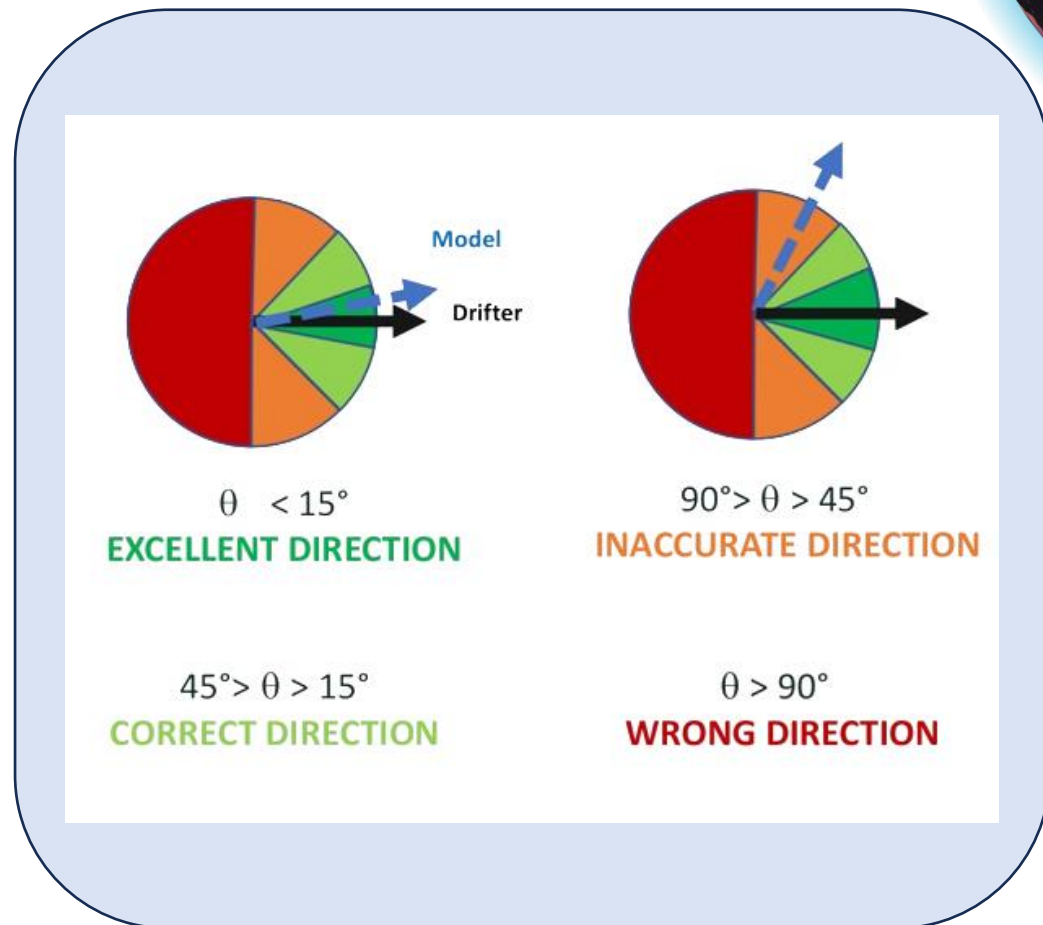 Model
Drifter
θ < 15°
EXCELLENT DIRECTION
90°> θ > 45°
INACCURATE DIRECTION
45°> θ > 15°
CORRECT DIRECTION
θ > 90°
WRONG DIRECTION